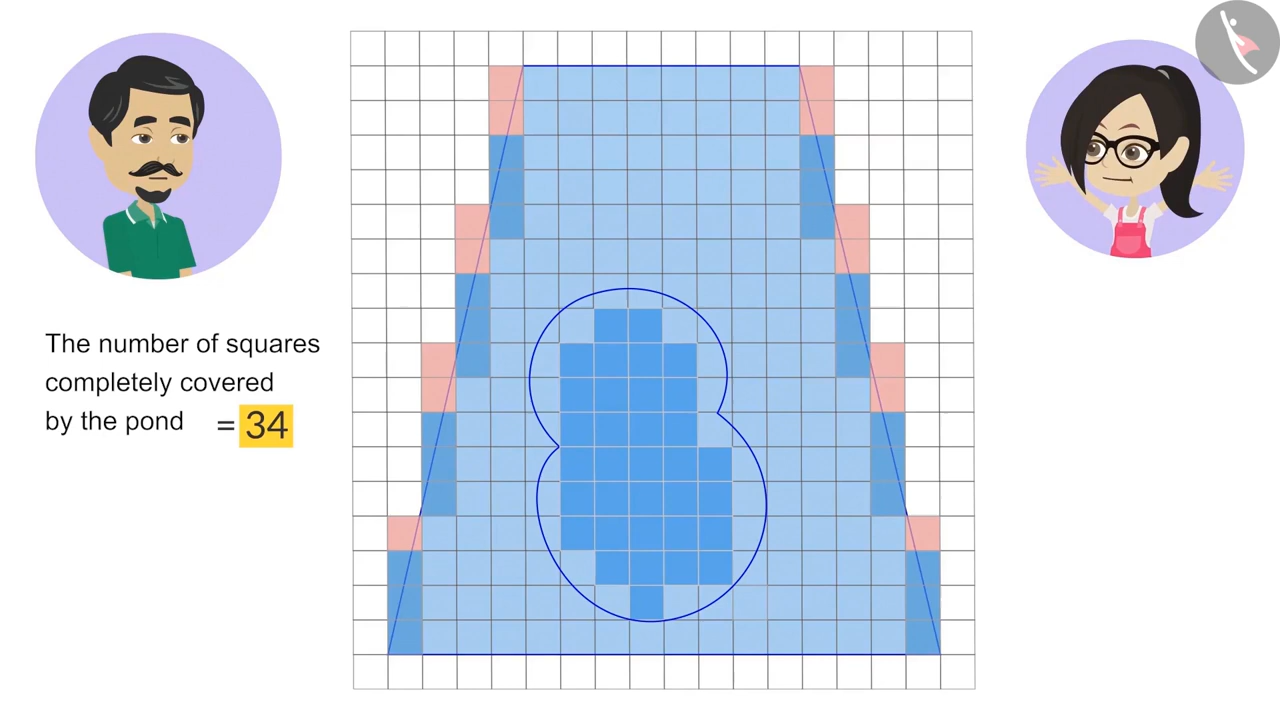 The number of squares
completely covered
by the pond = 34